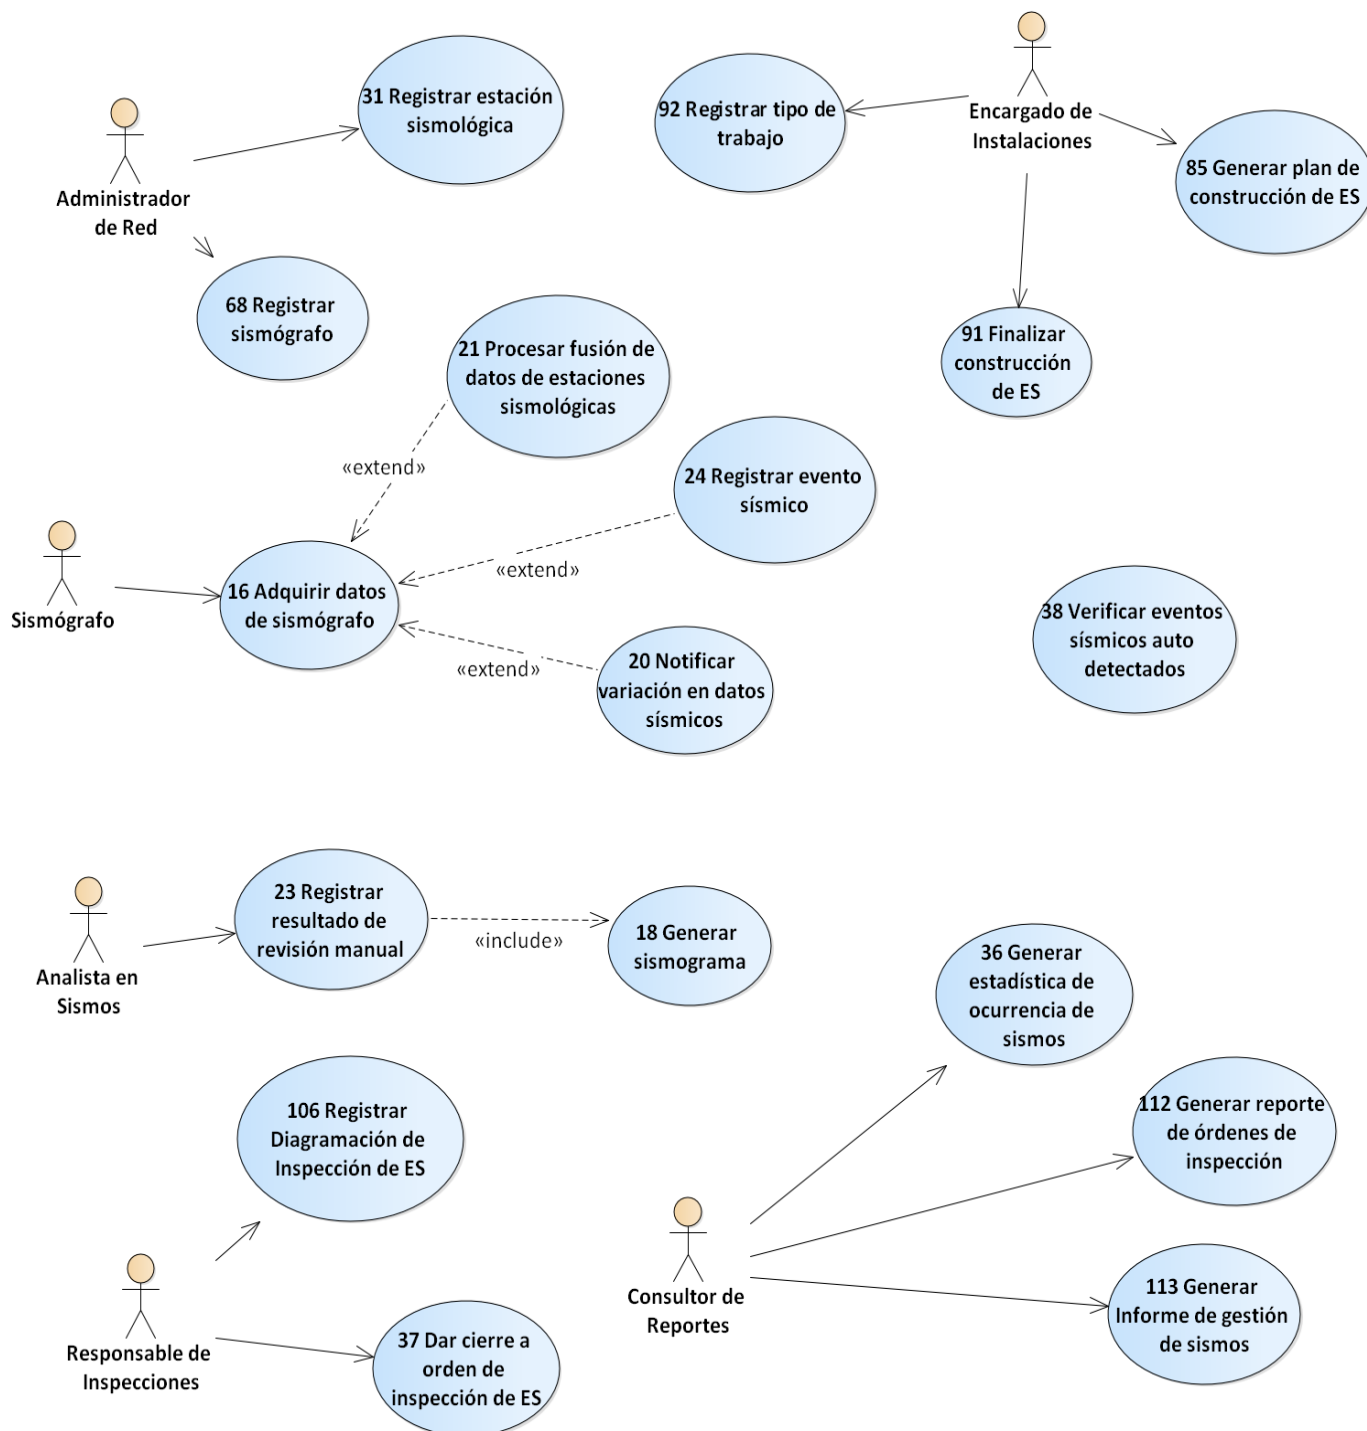 31 Registrar estación
sismológica
92 Registrar tipo de
trabajo
Encargado de
Instalaciones
85 Generar plan de
construcción de ES
Administrador
de Red
68 Registrar
sismógrafo
21 Procesar fusión de
datos de estaciones
sismológicas
91 Finalizar
construcción
de ES
«extend»
24 Registrar evento
sísmico
«extend»
Sismógrafo
16 Adquirir datos
de sismógrafo
38 Verificar eventos
sísmicos auto
detectados
«extend»
20 Notificar
variación en datos
sísmicos
23 Registrar
resultado de
revisión manual
«include»
18 Generar
sismograma
Analista en
Sismos
36 Generar
estadística de
ocurrencia de
sismos
106 Registrar
Diagramación de
Inspección de ES
112 Generar reporte
de órdenes de
inspección
Consultor de
Reportes
113 Generar
Informe de gestión
de sismos
Responsable de
Inspecciones
37 Dar cierre a
orden de
inspección de ES